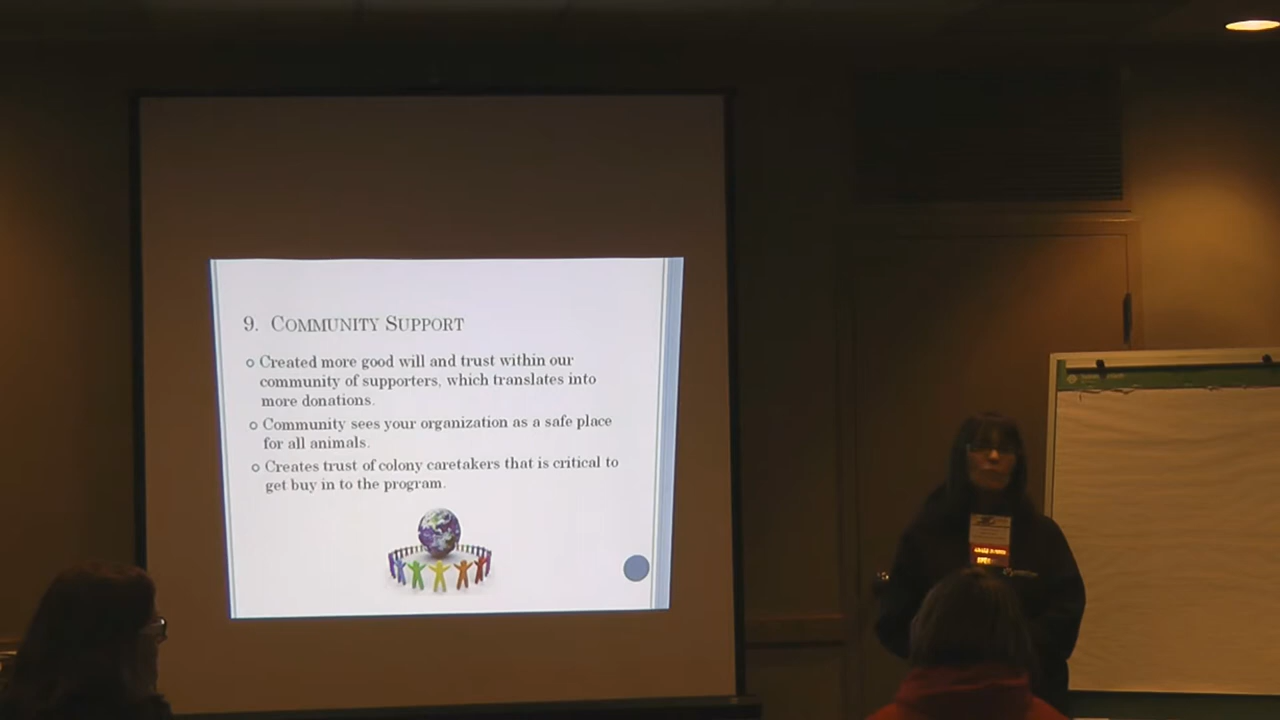 9. COMMUNITY SUPPORT
Created more good will and trust within our
community of supporters, which translates into
more donations.
Community sees your organization as a safe place
for all animals.
Creates trust of colony caretakers that is critical to
get buy in to the program.